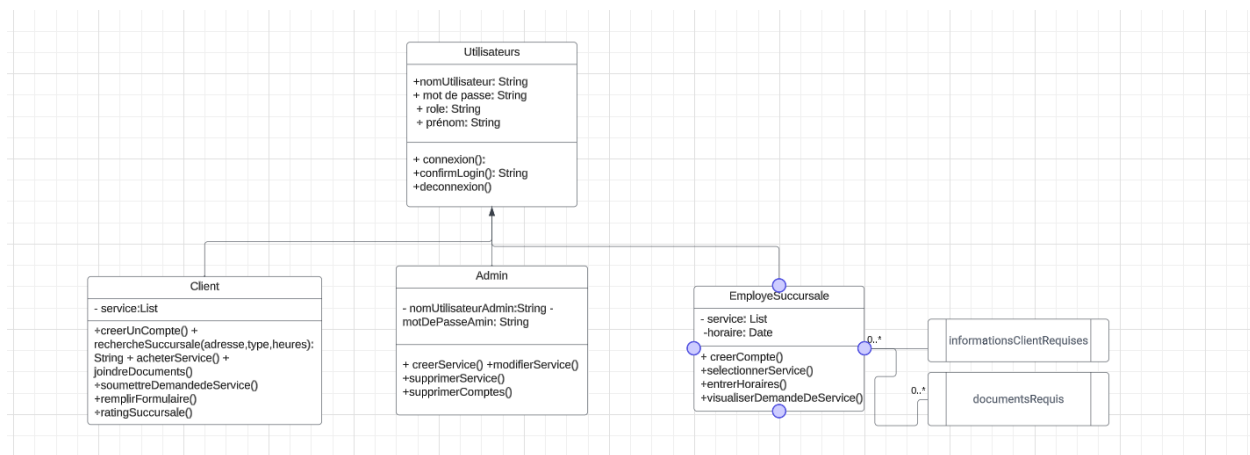 Utilisateurs
+nomUtilisateur: String
+ mot de passe: String
+ role: String
+ prénom: String
+ connexion():
+confirmLogin(): String
+deconnexion()
Client
- service:List
+creerUnCompte() +
rechercheSuccursale(adresse,type,heures):
String + acheterService() +
joindreDocuments()
+soumettreDemandedeService()
+remplirFormulaire()
+ratingSuccursale()
Admin
- nomUtilisateurAdmin:String -
motDePasseAmin: String
+ creerService() +modifierService()
+supprimerService()
+supprimerComptes()
EmployeSuccursale
- service: List
-horaire: Date
+ creerCompte()
+selectionnerService()
+entrerHoraires()
+visualiserDemandeDeService()
0..*
informationsClientRequises
0..*
documentsRequis